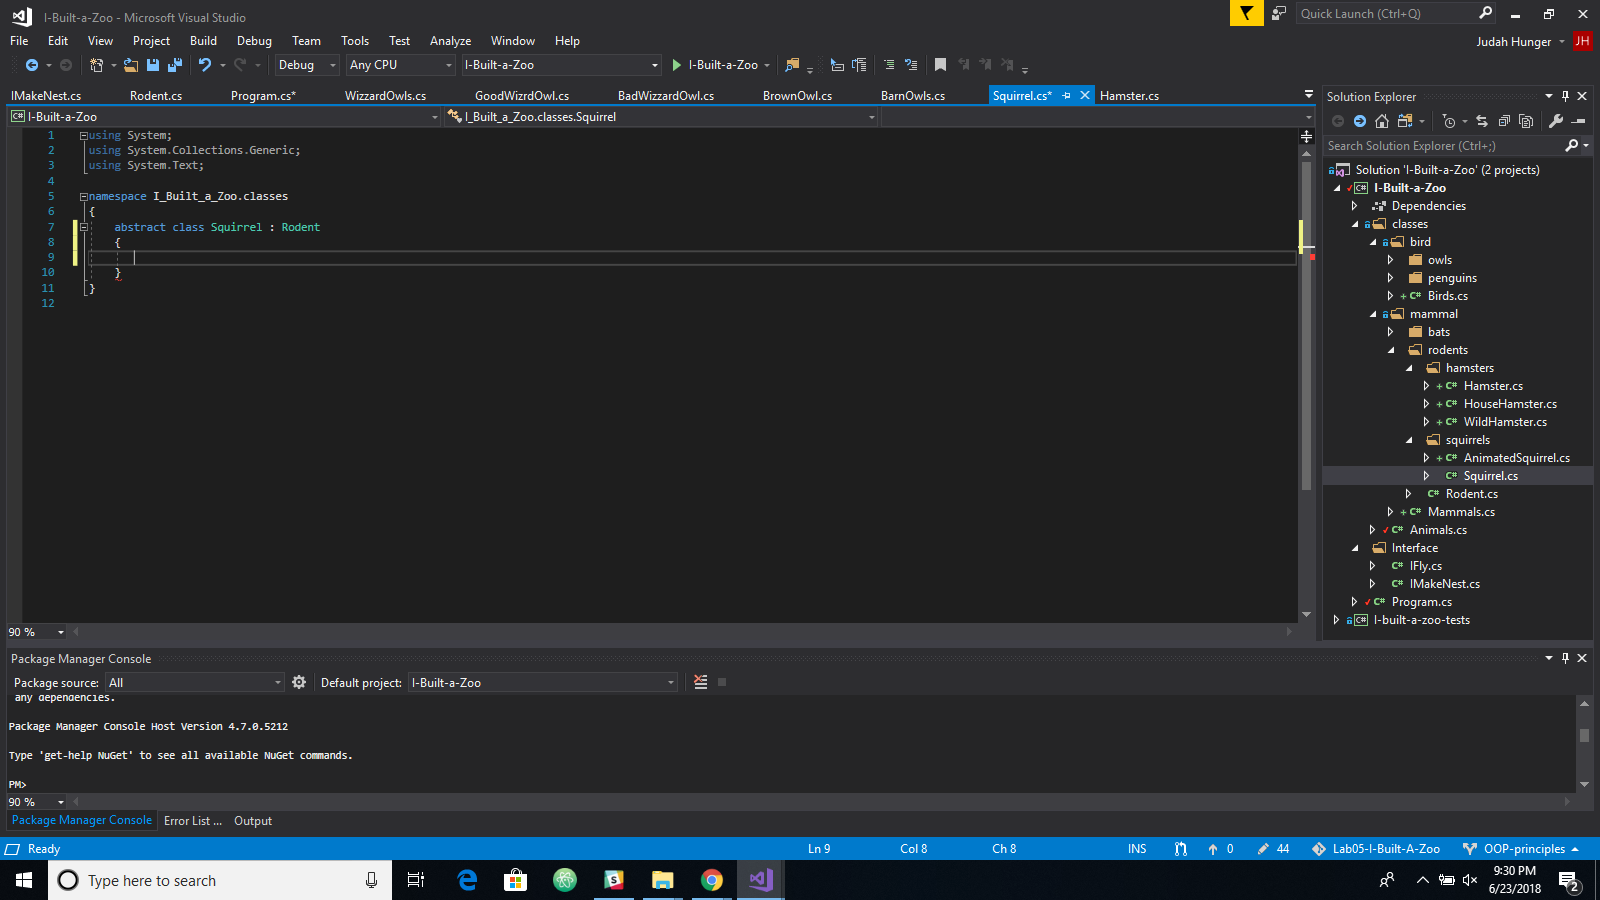 I-Built-a-Zoo - Microsoft Visual Studio
Quick Launch (Ctrl+Q)
File Edit View Project Build Debug Team Tools Test Analyze Window Help
Judah Hunger JH
Debug Any CPU I-Built-a-Zoo I-Built-a-Zoo
IMakeNest.cs Rodent.cs Program.cs* WizzardOwls.cs GoodWizrdOwl.cs BadWizzardOwl.cs BrownOwl.cs BarnOwls.cs Squirrel.cs* Hamster.cs
C# I-Built-a-Zoo I_Built_a_Zoo.classes.Squirrel
1 using System;
2 using System.Collections.Generic;
3 using System.Text;
4
5 namespace I_Built_a_Zoo.classes
6 {
7 abstract class Squirrel : Rodent
8 {
9
10 }
11 }
12
90 %
Solution Explorer
Search Solution Explorer (Ctrl+;)
Solution 'I-Built-a-Zoo' (2 projects)
C# I-Built-a-Zoo
Dependencies
classes
bird
owls
penguins
C# Birds.cs
mammal
bats
rodents
hamsters
C# Hamster.cs
C# HouseHamster.cs
C# WildHamster.cs
squirrels
C# AnimatedSquirrel.cs
C# Squirrel.cs
C# Rodent.cs
C# Mammals.cs
C# Animals.cs
Interface
C# IFly.cs
C# IMakeNest.cs
C# Program.cs
C# I-built-a-zoo-tests
Package Manager Console
Package source: All Default project: I-Built-a-Zoo
any dependencies.
Package Manager Console Host Version 4.7.0.5212
Type 'get-help NuGet' to see all available NuGet commands.
PM>
90 %
Package Manager Console Error List ... Output
Ready Ln 9 Col 8 Ch 8 INS 0 44 Lab05-I-Built-A-Zoo OOP-principles
Type here to search
9:30 PM
6/23/2018
2